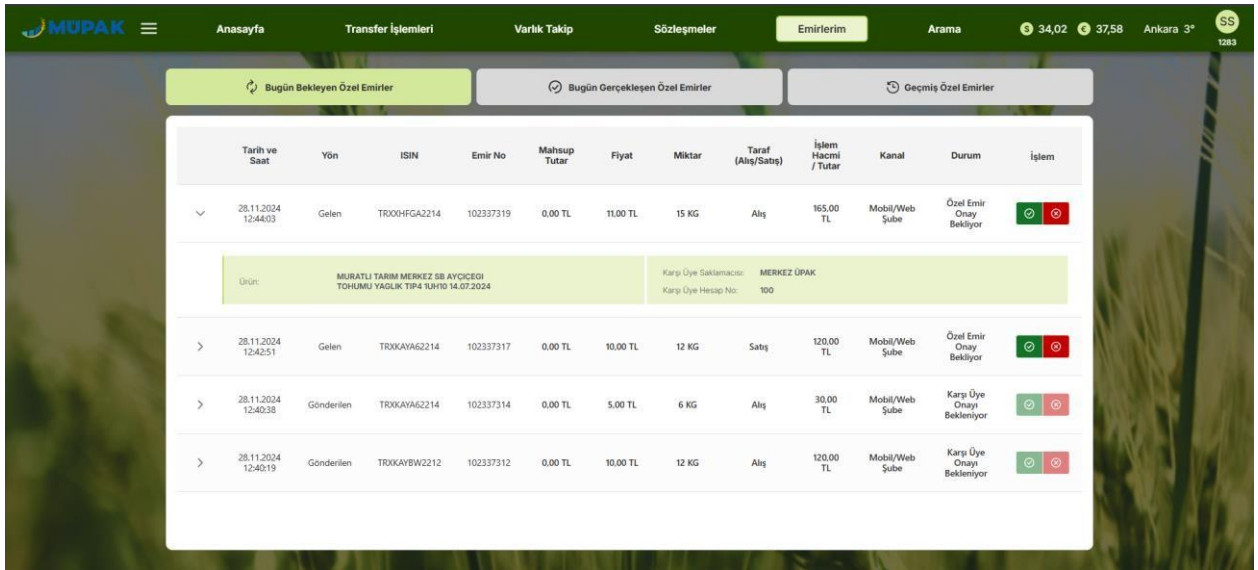 MÜPAK
Anasayfa
Transfer İşlemleri
Varlık Takip
Sözleşmeler
Emirlerim
Arama
$ 34,02 € 37,58
Ankara 3°
SS
1283
Bugün Bekleyen Özel Emirler
Bugün Gerçekleşen Özel Emirler
Geçmiş Özel Emirler
Tarih ve
Saat
Yön
ISIN
Emir No
Mahsup
Tutar
Fiyat
Miktar
Taraf
(Alış/Satış)
İşlem
Hacmi
/ Tutar
Kanal
Durum
İşlem
28.11.2024
12:44:03
Gelen
TRXXHFGA2214
102337319
0,00 TL
11,00 TL
15 KG
Alış
165,00
TL
Mobil/Web
Şube
Özel Emir
Onay
Bekliyor
Ürün:
MURATLI TARIM MERKEZ SB AYÇIÇEGI
TOHUMU YAGLIK TIP4 1UH10 14.07.2024
Karşı Üye Saklamacısı: MERKEZ ÜPAK
Karşı Üye Hesap No: 100
28.11.2024
12:42:51
Gelen
TRXKAYA62214
102337317
0,00 TL
10,00 TL
12 KG
Satış
120,00
TL
Mobil/Web
Şube
Özel Emir
Onay
Bekliyor
28.11.2024
12:40:38
Gönderilen
TRXKAYA62214
102337314
0,00 TL
5,00 TL
6 KG
Alış
30,00
TL
Mobil/Web
Şube
Karşı Üye
Onayı
Bekleniyor
28.11.2024
12:40:19
Gönderilen
TRXKAYBW2212
102337312
0,00 TL
10,00 TL
12 KG
Alış
120,00
TL
Mobil/Web
Şube
Karşı Üye
Onayı
Bekleniyor